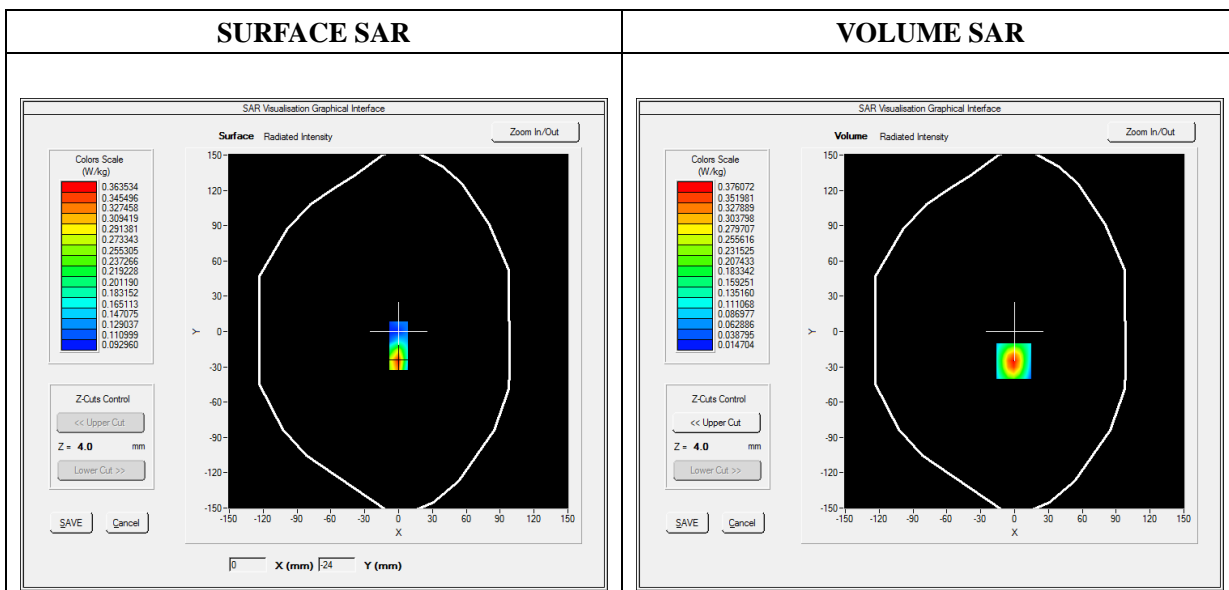 SURFACE SAR
VOLUME SAR
SAR Visualisation Graphical Interface
Surface Radiated Intensity
Zoom In/Out
Colors Scale
(W/kg)
0.363534
0.345496
0.327458
0.309419
0.291381
0.273343
0.255305
0.237266
0.219228
0.201190
0.183152
0.165113
0.147075
0.129037
0.110999
0.092960
Z-Cuts Control
<< Upper Cut
Z = 4.0 mm
Lower Cut >>
SAVE Cancel
150
120
90
60
30
0
-30
-60
-90
-120
-150
Y
-150 -120 -90 -60 -30 0 30 60 90 120 150
X
0 X (mm) -24 Y (mm)
SAR Visualisation Graphical Interface
Volume Radiated Intensity
Zoom In/Out
Colors Scale
(W/kg)
0.376072
0.351981
0.327889
0.303798
0.279707
0.255616
0.231525
0.207433
0.183342
0.159251
0.135160
0.111068
0.086977
0.062886
0.038795
0.014704
Z-Cuts Control
<< Upper Cut
Z = 4.0 mm
Lower Cut >>
SAVE Cancel
150
120
90
60
30
0
-30
-60
-90
-120
-150
Y
-150 -120 -90 -60 -30 0 30 60 90 120 150
X